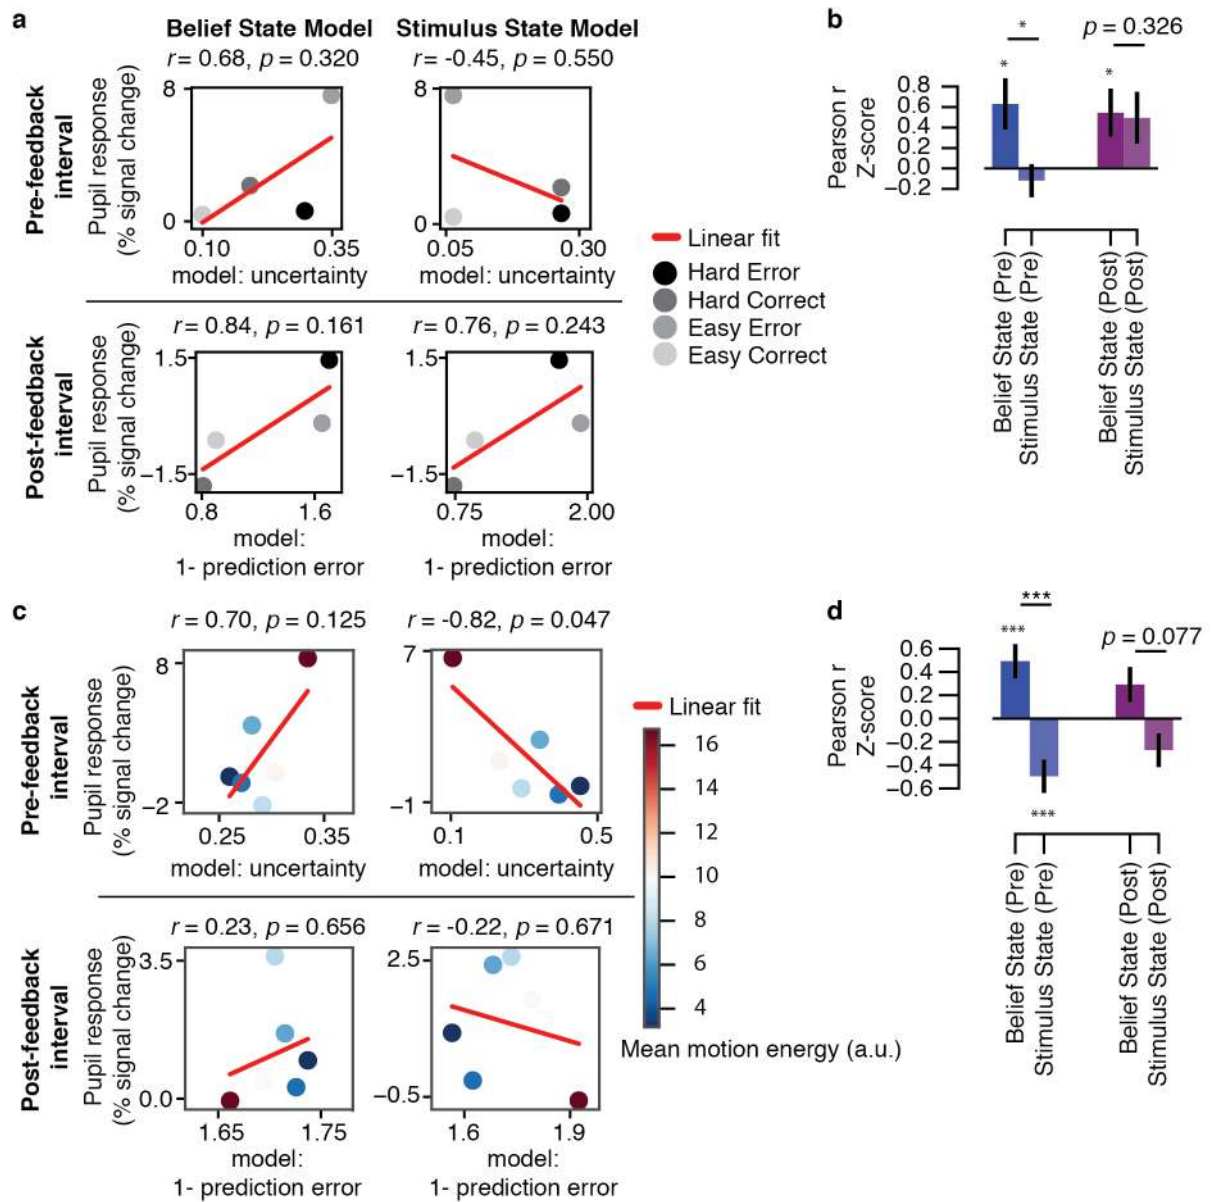 a
Belief State Model
r= 0.68, p = 0.320
Stimulus State Model
r= -0.45, p = 0.550
Pre-feedback
interval
Pupil response
(% signal change)
8
0
0.10 0.35
model: uncertainty
8
0
0.05 0.30
model: uncertainty
Post-feedback
interval
Pupil response
(% signal change)
r= 0.84, p = 0.161
1.5
−1.5
0.8 1.6
model:
1- prediction error
r= 0.76, p = 0.243
1.5
−1.5
0.75 2.00
model:
1- prediction error
Linear fit
Hard Error
Hard Correct
Easy Error
Easy Correct
b
*
p = 0.326
*
*
Pearson r
Z-score
0.8
0.6
0.4
0.2
0.0
−0.2
Belief State (Pre)
Stimulus State (Pre)
Belief State (Post)
Stimulus State (Post)
c
r= 0.70, p = 0.125
r= -0.82, p = 0.047
Pre-feedback
interval
Pupil response
(% signal change)
8
−2
0.25 0.35
model: uncertainty
7
−1
0.1 0.5
model: uncertainty
Post-feedback
interval
Pupil response
(% signal change)
r= 0.23, p = 0.656
3.5
0.0
1.65 1.75
model:
1- prediction error
r= -0.22, p = 0.671
2.5
−0.5
1.6 1.9
model:
1- prediction error
Linear fit
16
14
12
10
8
6
4
Mean motion energy (a.u.)
d
***
***
p = 0.077
Pearson r
Z-score
0.6
0.4
0.2
0.0
−0.2
−0.4
−0.6
***
Belief State (Pre)
Stimulus State (Pre)
Belief State (Post)
Stimulus State (Post)